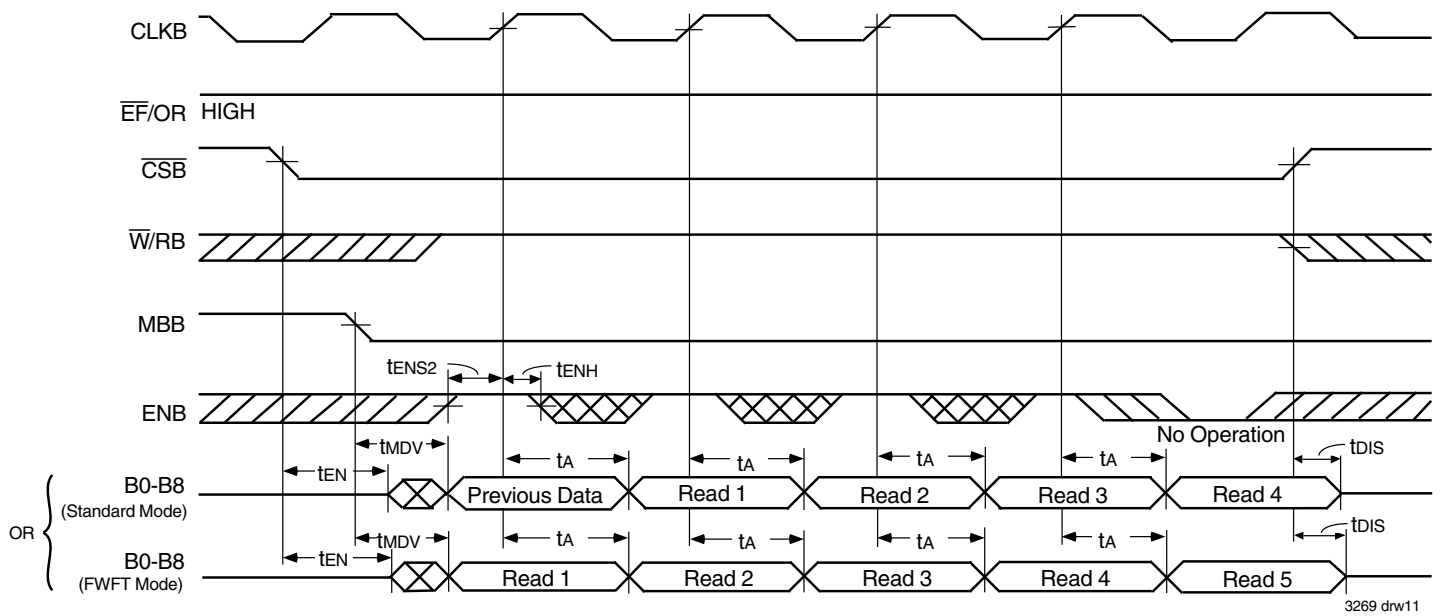 CLKB
EF/OR HIGH
CSB
W/RB
MBB
tENS2 tENH
ENB
No Operation
tMDV
tEN tA tA tA tA tDIS
B0-B8
(Standard Mode)
Previous Data Read 1 Read 2 Read 3 Read 4
OR
tMDV
tEN tA tA tA tA tDIS
B0-B8
(FWFT Mode)
Read 1 Read 2 Read 3 Read 4 Read 5
3269 drw11